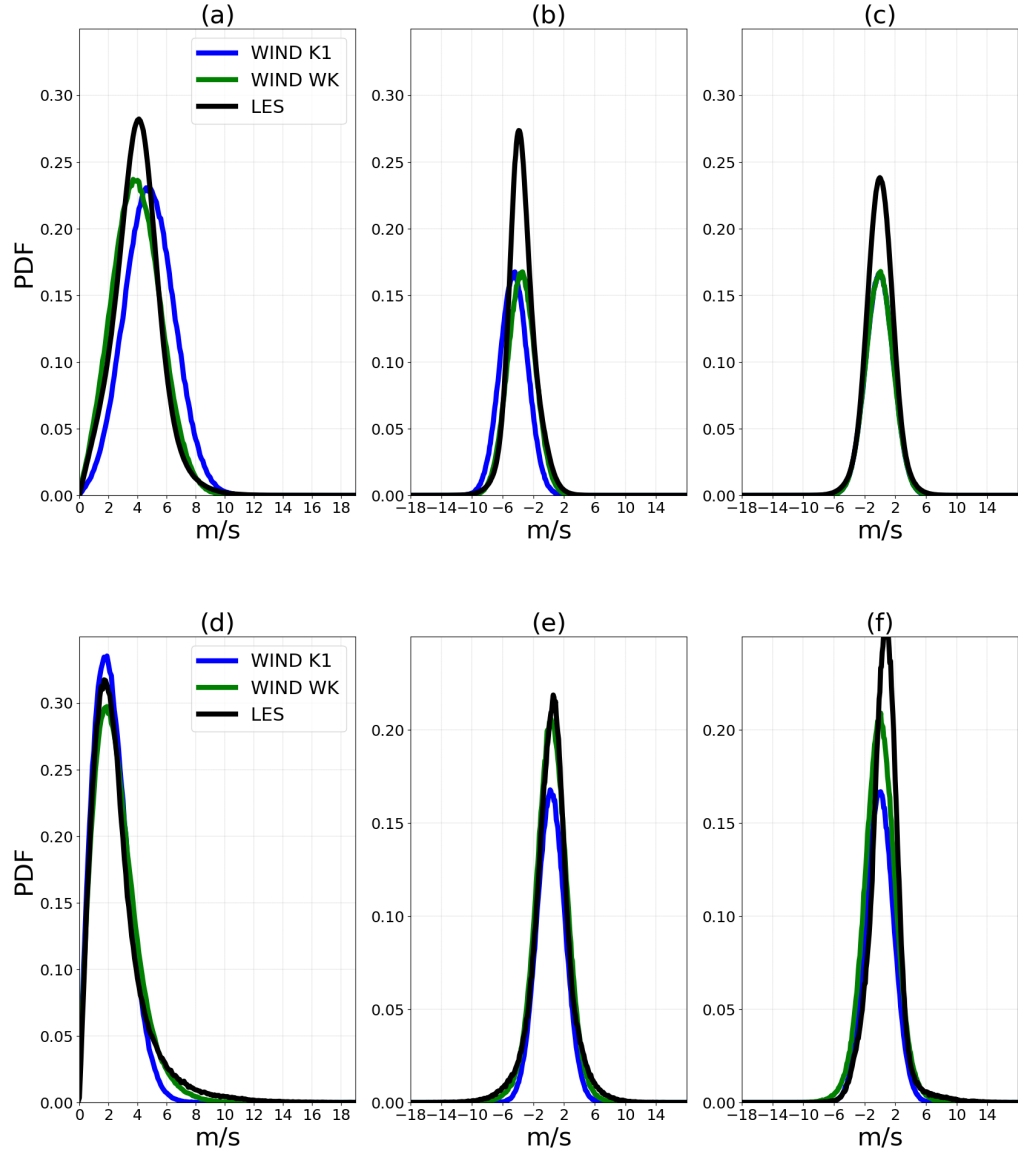 (a) (b) (c)
WIND K1
WIND WK
LES
PDF
0.30 0.30 0.30
0.25 0.25 0.25
0.20 0.20 0.20
0.15 0.15 0.15
0.10 0.10 0.10
0.05 0.05 0.05
0.00 0.00 0.00
0 2 4 6 8 10 12 14 16 18 −18 −14 −10 −6 −2 2 6 10 14 −18 −14 −10 −6 −2 2 6 10 14
m/s m/s m/s
(d) (e) (f)
WIND K1
WIND WK
LES
PDF
0.30
0.25
0.20 0.20 0.20
0.15 0.15 0.15
0.10 0.10 0.10
0.05 0.05 0.05
0.00 0.00 0.00
0 2 4 6 8 10 12 14 16 18 −18 −14 −10 −6 −2 2 6 10 14 −18 −14 −10 −6 −2 2 6 10 14
m/s m/s m/s